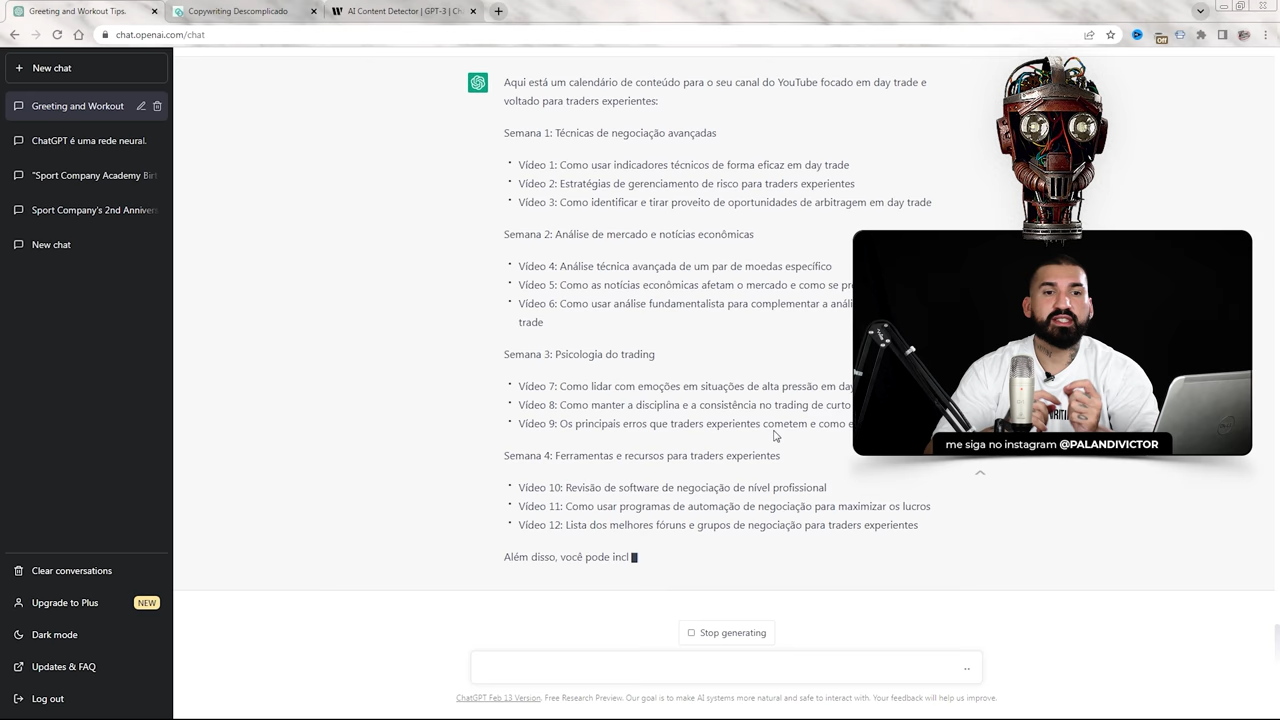 Greeting and Workout Tips.
Copywriting Descomplicado
AI Content Detector | GPT-3 | Ch
chat.openai.com/chat
Off
New chat
Greeting and Workout
ChatGPT é uma rede neural.
"Sport Company Academy Birt
Sport Company's 2nd Annivers
New chat
Clear conversations
Upgrade to Plus NEW
Dark mode
Updates & FAQ
Log out
Aqui está um calendário de conteúdo para o seu canal do YouTube focado em day trade e
voltado para traders experientes:
Semana 1: Técnicas de negociação avançadas
Vídeo 1: Como usar indicadores técnicos de forma eficaz em day trade
Vídeo 2: Estratégias de gerenciamento de risco para traders experientes
Vídeo 3: Como identificar e tirar proveito de oportunidades de arbitragem em day trade
Semana 2: Análise de mercado e notícias econômicas
Vídeo 4: Análise técnica avançada de um par de moedas específico
Vídeo 5: Como as notícias econômicas afetam o mercado e como se pr
Vídeo 6: Como usar análise fundamentalista para complementar a análi
trade
Semana 3: Psicologia do trading
Vídeo 7: Como lidar com emoções em situações de alta pressão em day
Vídeo 8: Como manter a disciplina e a consistência no trading de curto
Vídeo 9: Os principais erros que traders experientes cometem e como e
Semana 4: Ferramentas e recursos para traders experientes
Vídeo 10: Revisão de software de negociação de nível profissional
Vídeo 11: Como usar programas de automação de negociação para maximizar os lucros
Vídeo 12: Lista dos melhores fóruns e grupos de negociação para traders experientes
Além disso, você pode incl
me siga no instagram @PALANDIVICTOR
Stop generating
ChatGPT Feb 13 Version. Free Research Preview. Our goal is to make AI systems more natural and safe to interact with. Your feedback will help us improve.